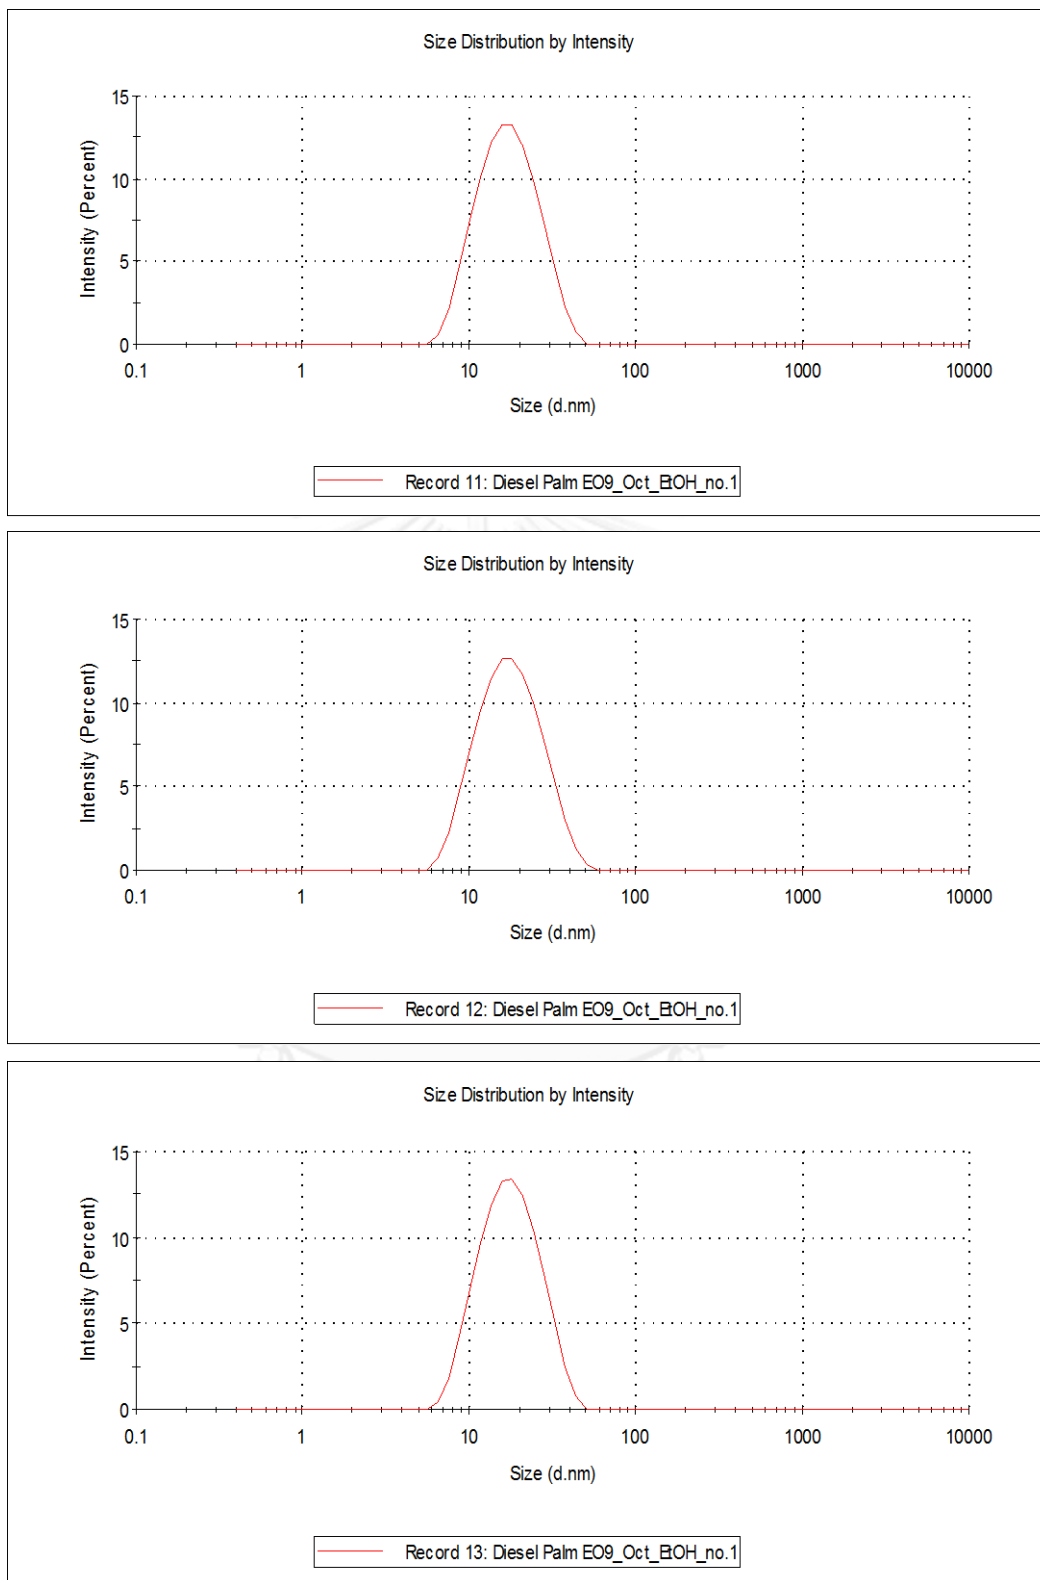 Size Distribution by Intensity
15
10
5
0
Intensity (Percent)
0.1 1 10 100 1000 10000
Size (d.nm)
Record 11: Diesel Palm EO9_Oct_EtOH_no.1
Size Distribution by Intensity
15
10
5
0
Intensity (Percent)
0.1 1 10 100 1000 10000
Size (d.nm)
Record 12: Diesel Palm EO9_Oct_EtOH_no.1
Size Distribution by Intensity
15
10
5
0
Intensity (Percent)
0.1 1 10 100 1000 10000
Size (d.nm)
Record 13: Diesel Palm EO9_Oct_EtOH_no.1